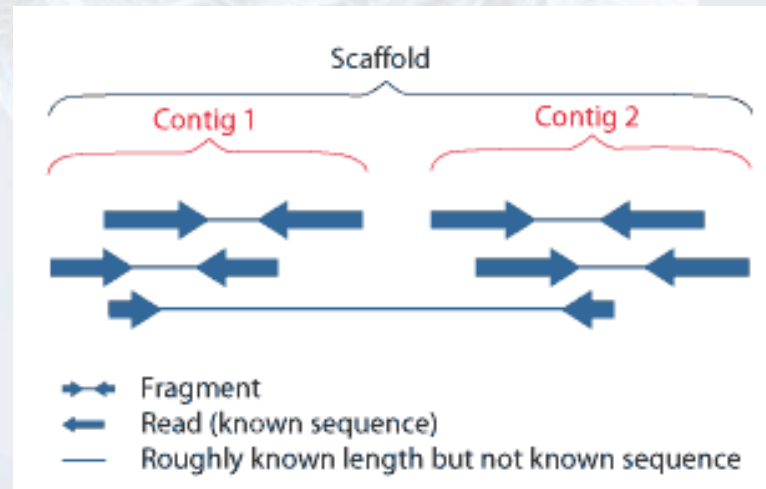 Scaffold
Contig 1
Contig 2
Fragment
Read (known sequence)
Roughly known length but not known sequence